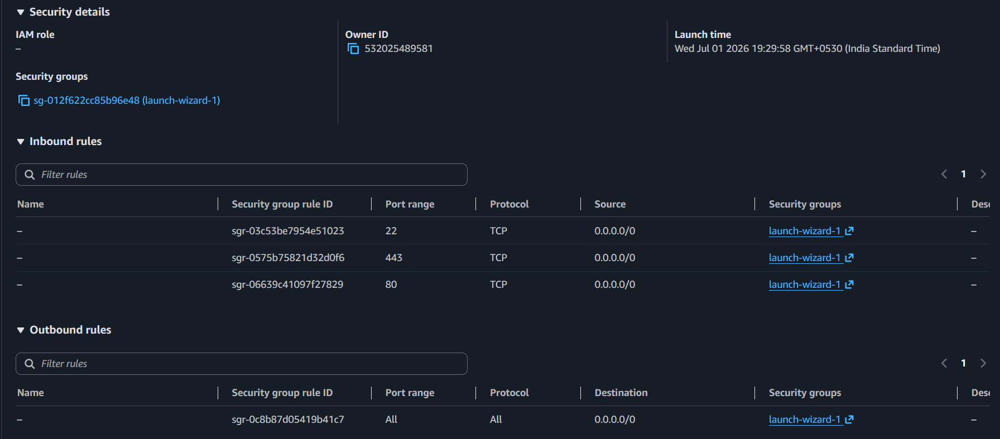 Security details
IAM role
–
Owner ID
532025489581
Launch time
Wed Jul 01 2026 19:29:58 GMT+0530 (India Standard Time)
Security groups
sg-012f622cc85b96e48 (launch-wizard-1)
Inbound rules
Filter rules
1
Name Security group rule ID Port range Protocol Source Security groups Desc
– sgr-03c53be7954e51023 22 TCP 0.0.0.0/0 launch-wizard-1 –
– sgr-0575b75821d32d0f6 443 TCP 0.0.0.0/0 launch-wizard-1 –
– sgr-06639c41097f27829 80 TCP 0.0.0.0/0 launch-wizard-1 –
Outbound rules
Filter rules
1
Name Security group rule ID Port range Protocol Destination Security groups Desc
– sgr-0c8b87d05419b41c7 All All 0.0.0.0/0 launch-wizard-1 –